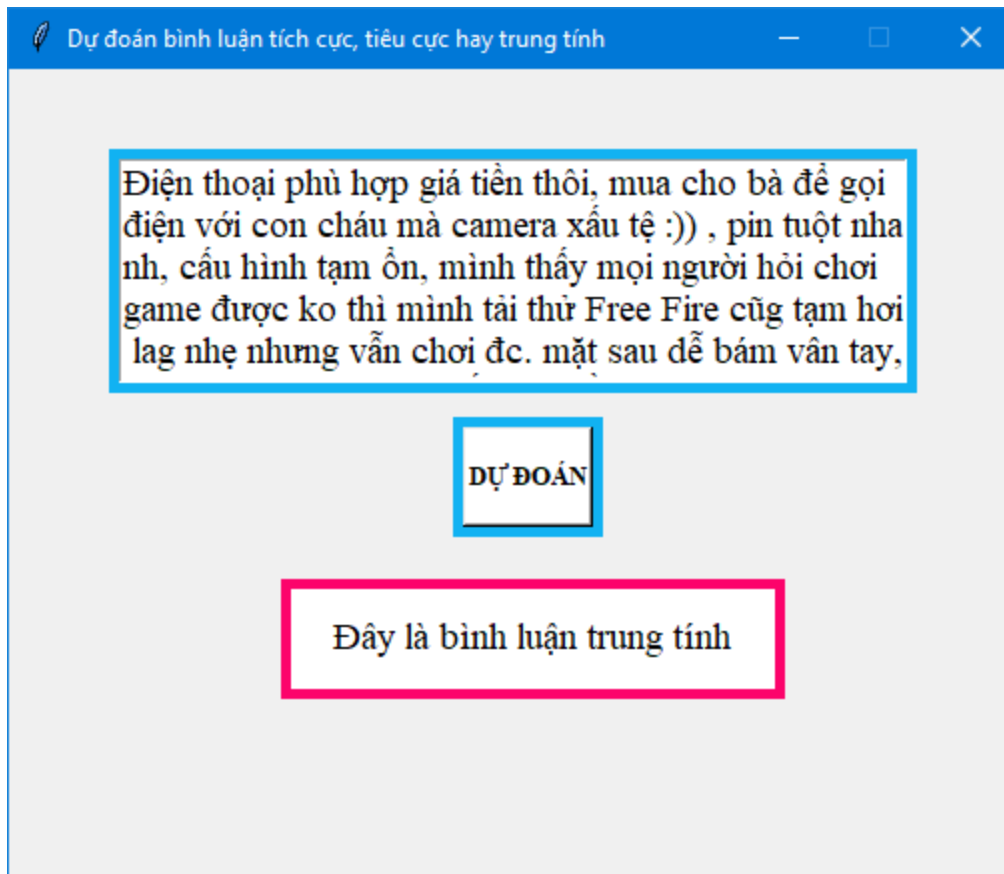 Dự đoán bình luận tích cực, tiêu cực hay trung tính
Điện thoại phù hợp giá tiền thôi, mua cho bà để gọi
điện với con cháu mà camera xấu tệ :)) , pin tuột nha
nh, cấu hình tạm ổn, mình thấy mọi người hỏi chơi
game được ko thì mình tải thử Free Fire cũg tạm hơi
lag nhẹ nhưng vẫn chơi đc. mặt sau dễ bám vân tay,
DỰ ĐOÁN
Đây là bình luận trung tính